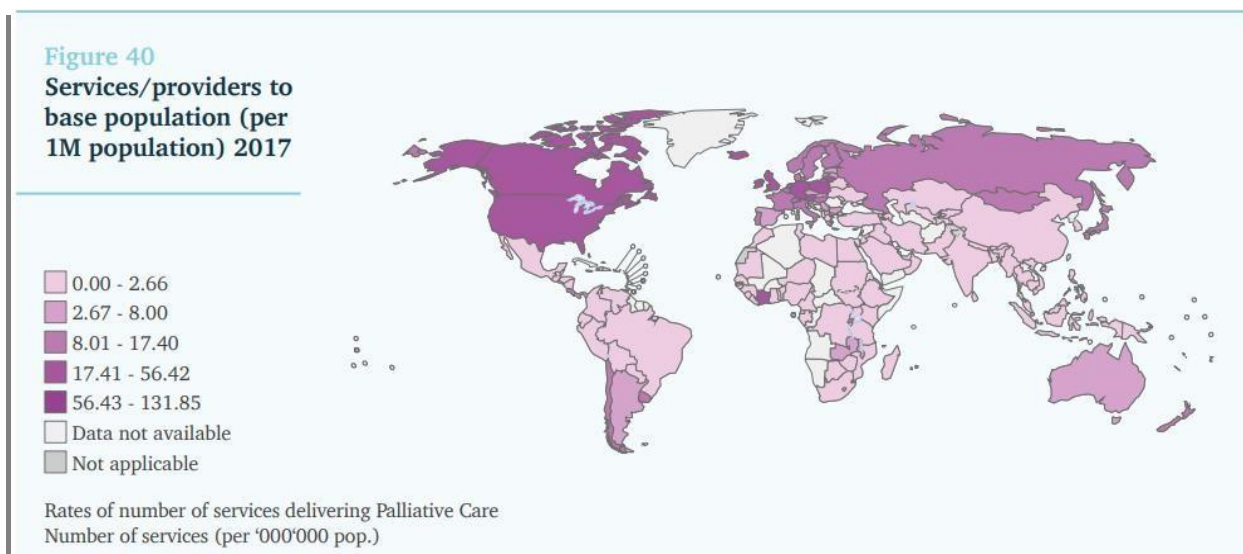 Figure 40
Services/providers to
base population (per
1M population) 2017
0.00 - 2.66
2.67 - 8.00
8.01 - 17.40
17.41 - 56.42
56.43 - 131.85
Data not available
Not applicable
Rates of number of services delivering Palliative Care
Number of services (per ‘000‘000 pop.)